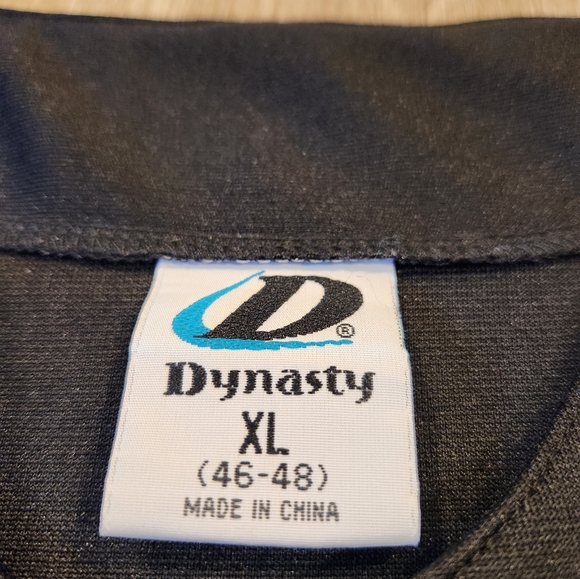 D®
Dynasty
XL
(46-48)
MADE IN CHINA